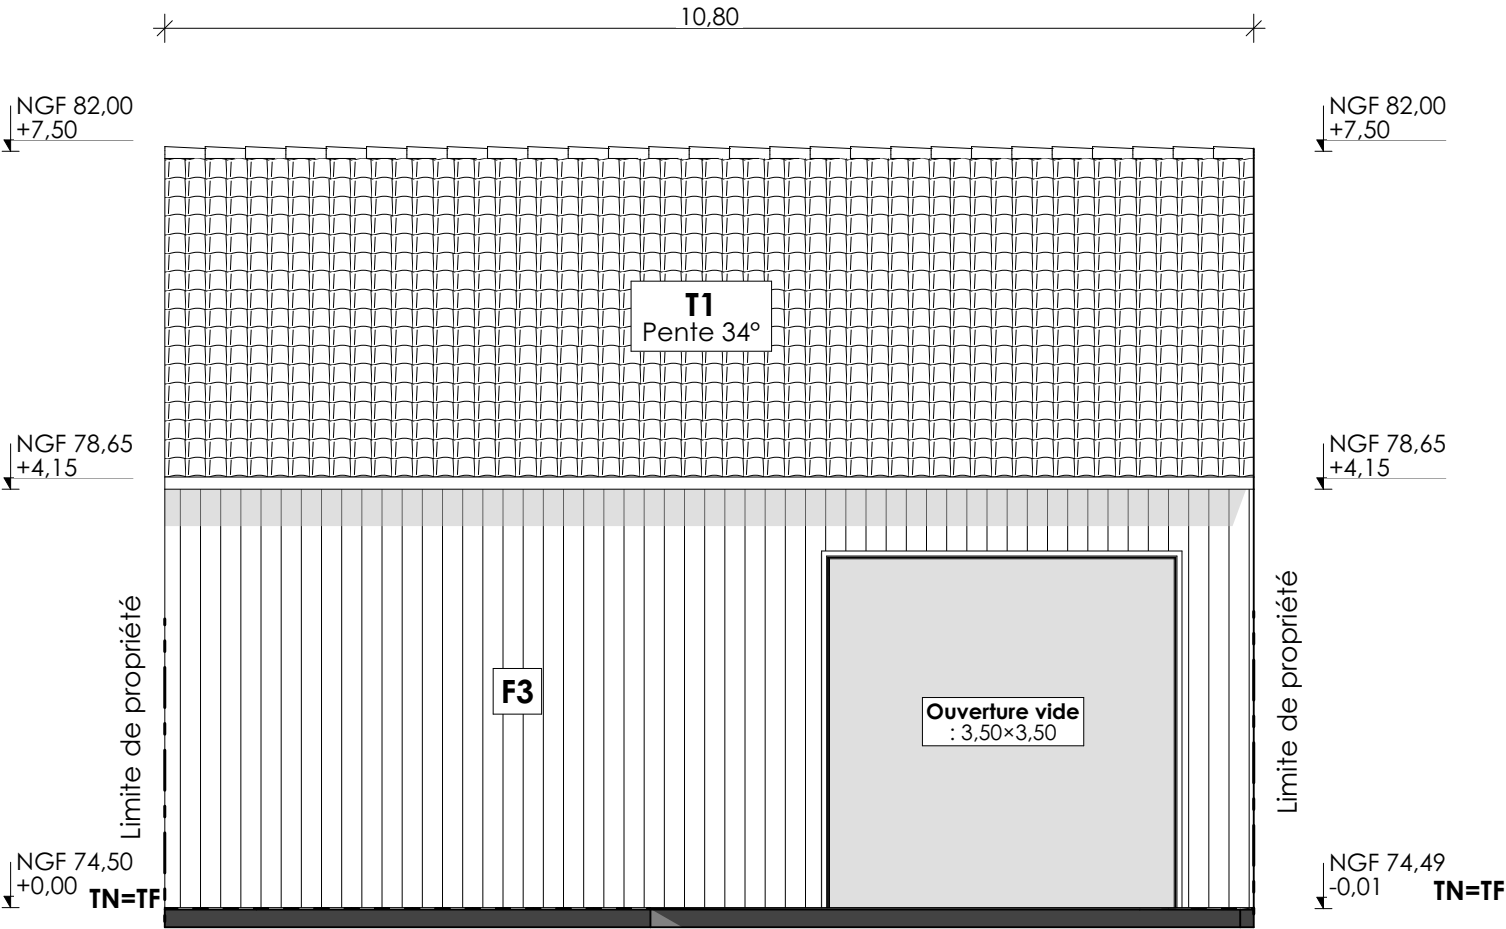 10,80
NGF 82,00
+7,50
NGF 82,00
+7,50
T1
Pente 34°
NGF 78,65
+4,15
NGF 78,65
+4,15
Limite de propriété
Limite de propriété
F3
Ouverture vide
: 3,50×3,50
NGF 74,50
+0,00
TN=TF
NGF 74,49
-0,01
TN=TF